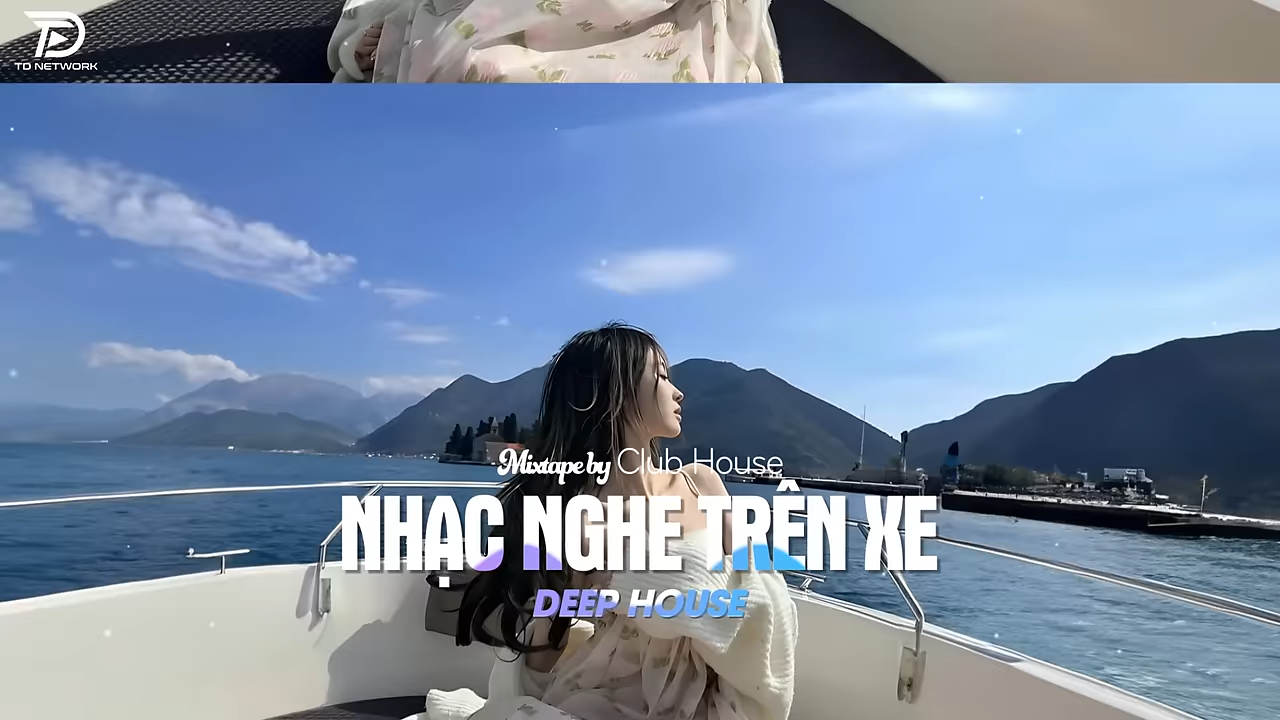 TD NETWORK
Mixtape by Club House
NHẠC NGHE TRÊN XE
DEEP HOUSE